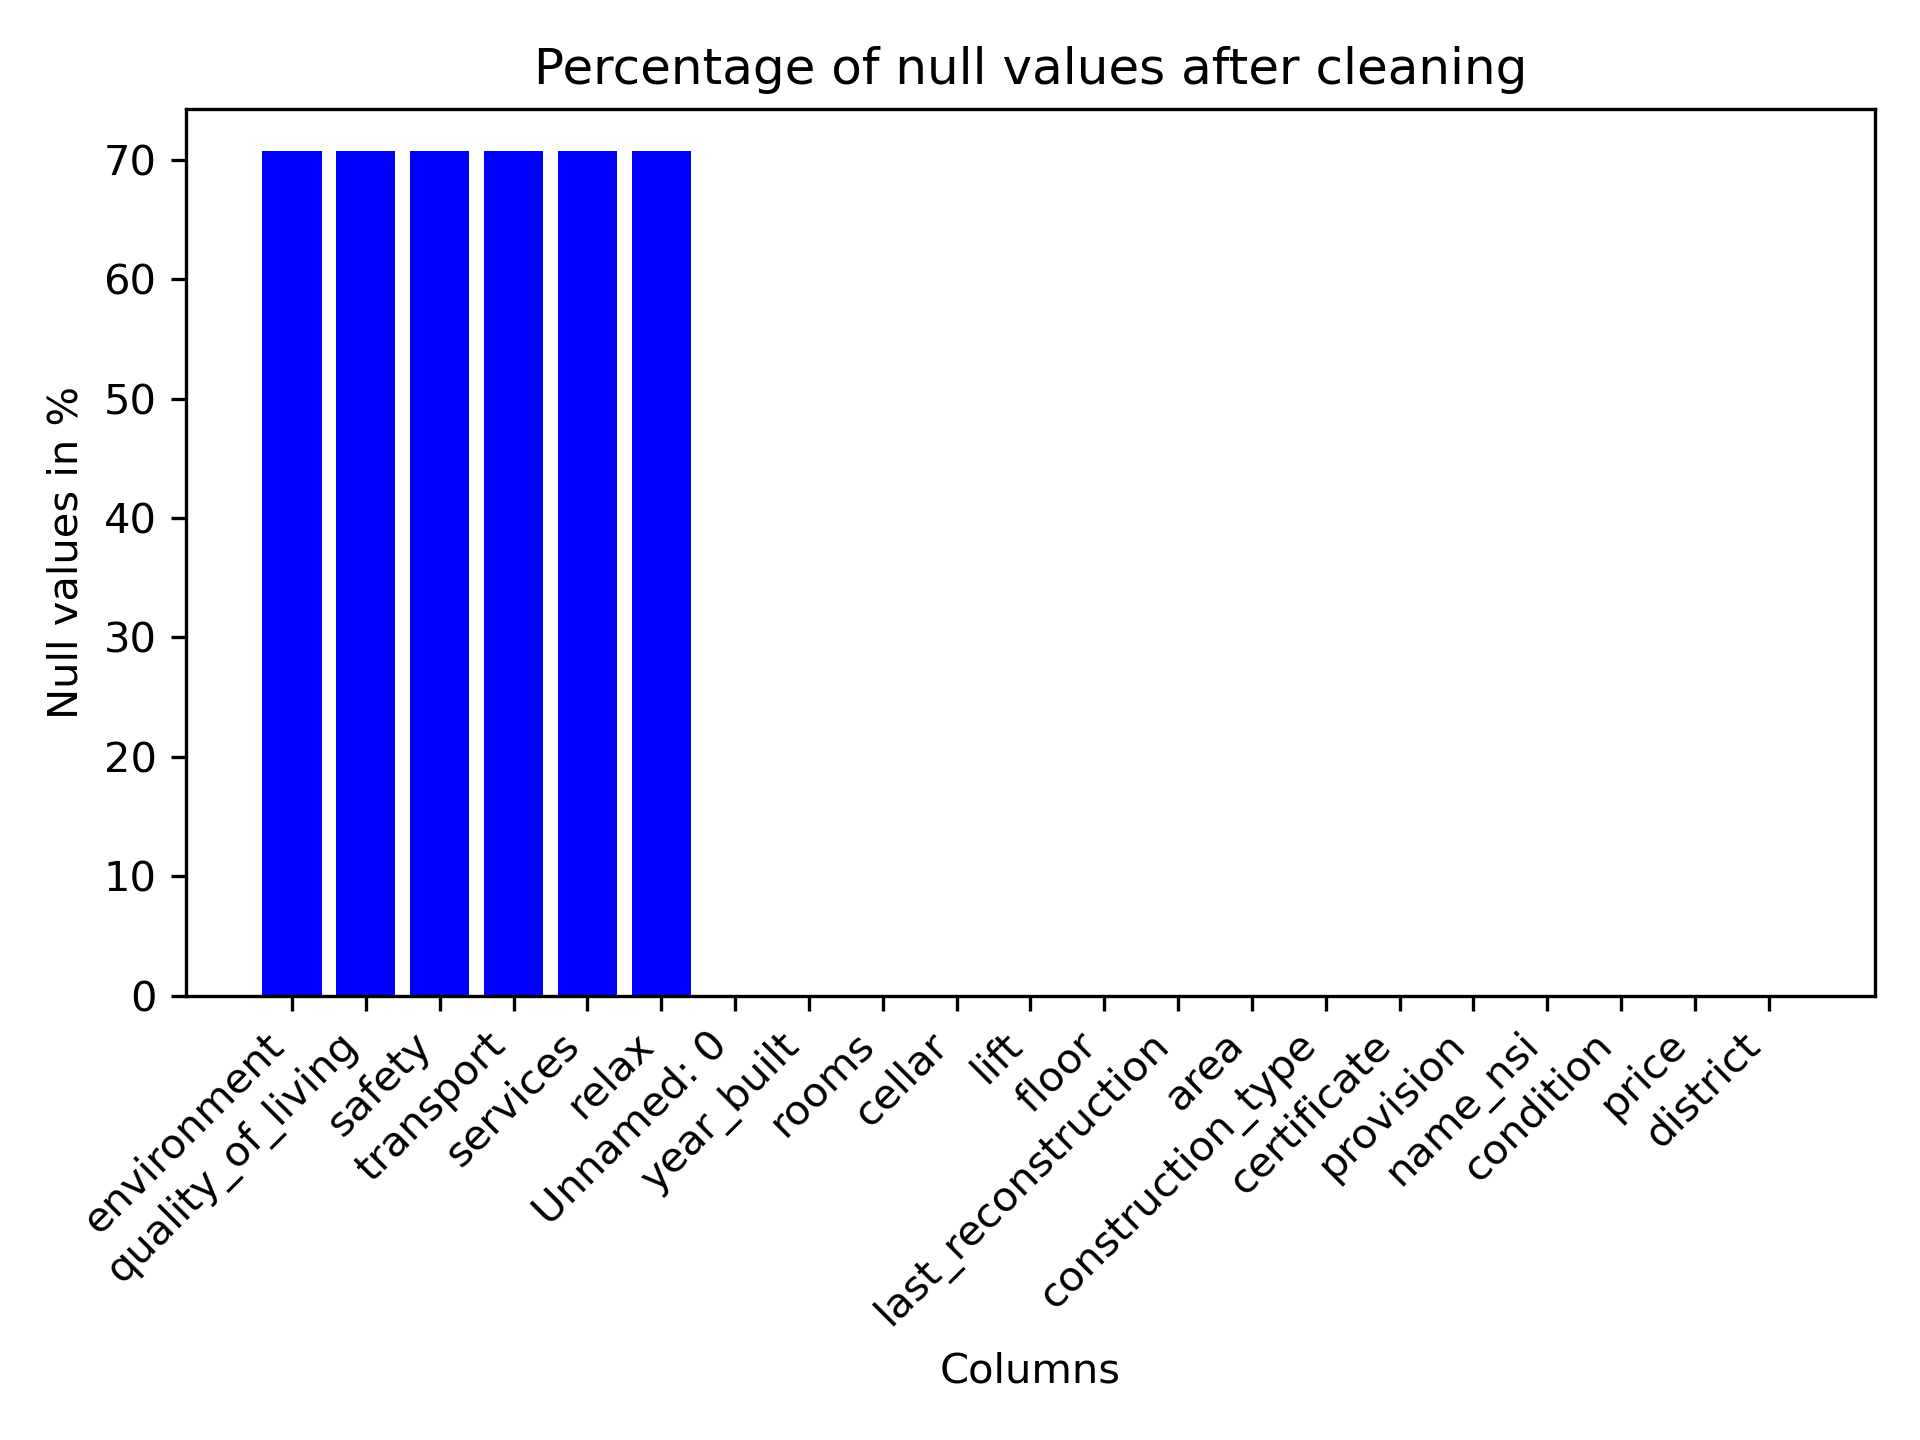 Percentage of null values after cleaning
Null values in %
70
60
50
40
30
20
10
0
environment
quality_of_living
safety
transport
services
relax
Unnamed: 0
year_built
rooms
cellar
lift
floor
last_reconstruction
area
construction_type
certificate
provision
name_nsi
condition
price
district
Columns